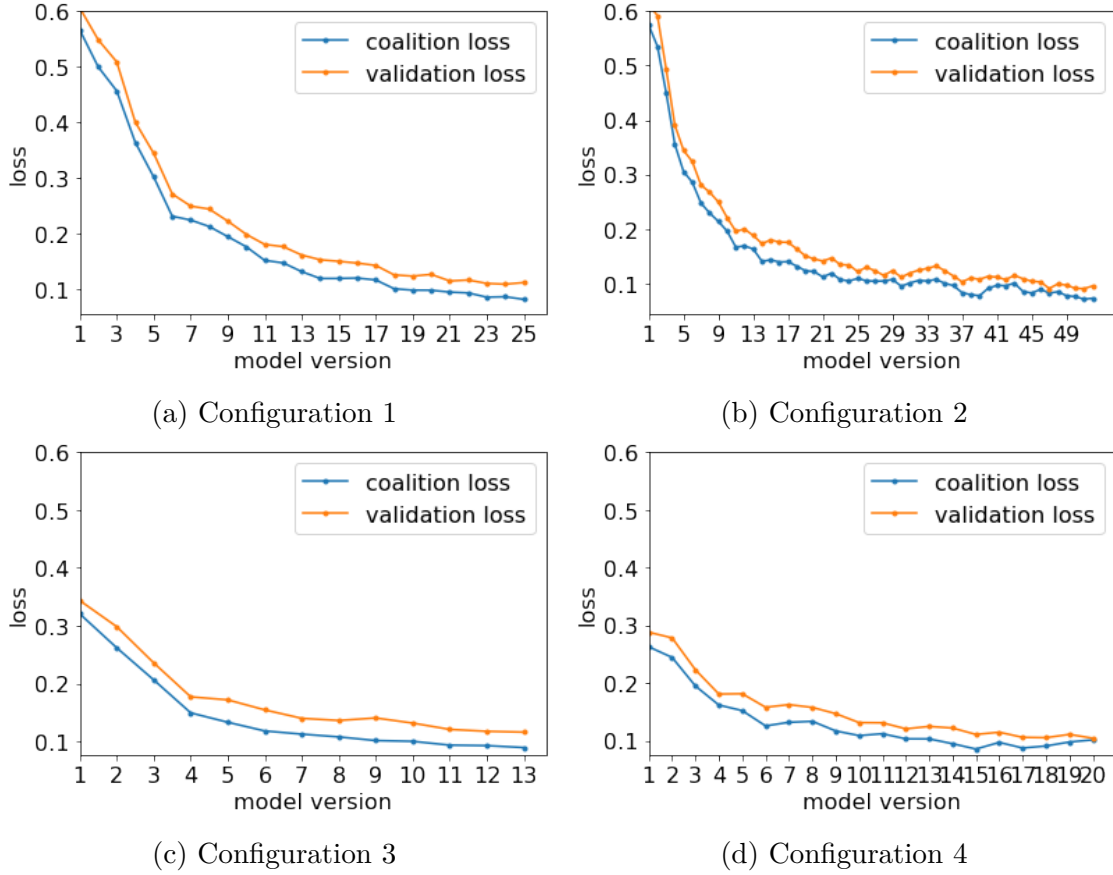 0.6
0.5
0.4
0.3
0.2
0.1
loss
coalition loss
validation loss
1 3 5 7 9 11 13 15 17 19 21 23 25
model version
(a) Configuration 1
0.6
0.5
0.4
0.3
0.2
0.1
loss
coalition loss
validation loss
1 5 9 13 17 21 25 29 33 37 41 45 49
model version
(b) Configuration 2
0.6
0.5
0.4
0.3
0.2
0.1
loss
coalition loss
validation loss
1 2 3 4 5 6 7 8 9 10 11 12 13
model version
(c) Configuration 3
0.6
0.5
0.4
0.3
0.2
0.1
loss
coalition loss
validation loss
1 2 3 4 5 6 7 8 9 10 11 12 13 14 15 16 17 18 19 20
model version
(d) Configuration 4